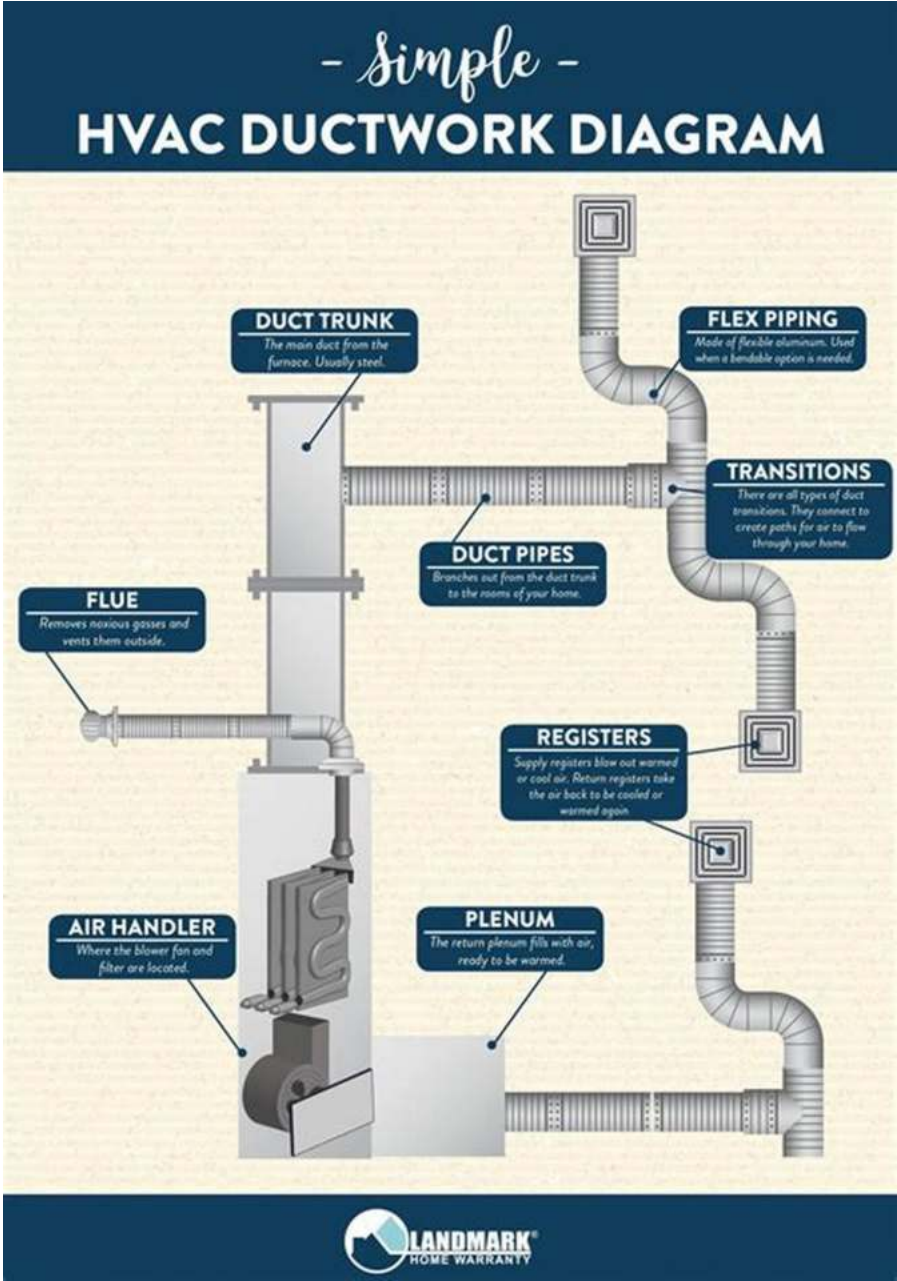 - Simple -
HVAC DUCTWORK DIAGRAM
DUCT TRUNK
The main duct from the
furnace. Usually steel.
FLEX PIPING
Made of flexible aluminum. Used
when a bendable option is needed.
TRANSITIONS
There are all types of duct
transitions. They connect to
create paths for air to flow
through your home.
DUCT PIPES
Branches out from the duct trunk
to the rooms of your home.
FLUE
Removes noxious gasses and
vents them outside.
REGISTERS
Supply registers blow out warmed
or cool air. Return registers take
the air back to be cooled or
warmed again
AIR HANDLER
Where the blower fan and
filter are located.
PLENUM
The return plenum fills with air,
ready to be warmed.
LANDMARK®
HOME WARRANTY